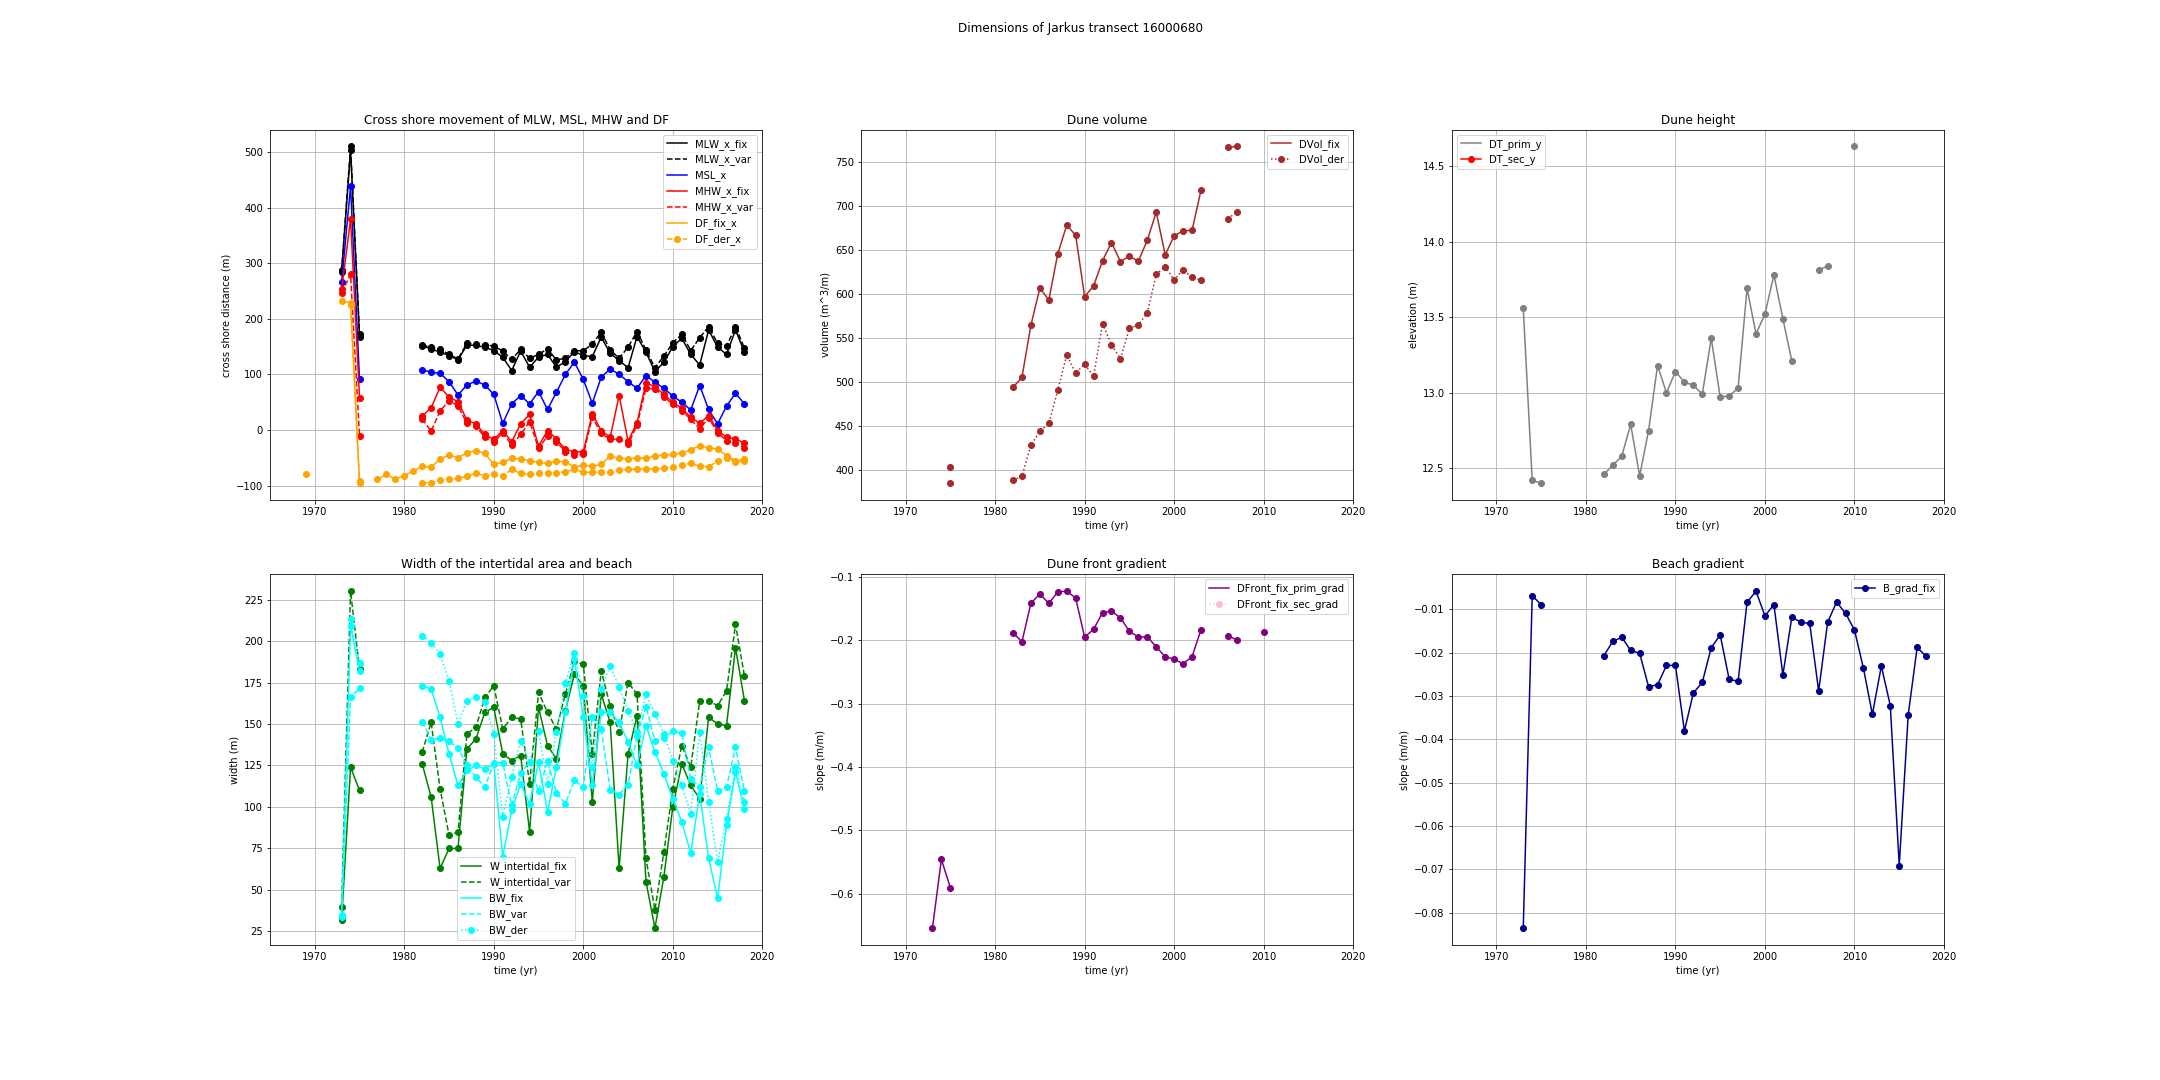 Dimensions of Jarkus transect 16000680
Cross shore movement of MLW, MSL, MHW and DF
cross shore distance (m)
500
400
300
200
100
0
−100
1970 1980 1990 2000 2010 2020
time (yr)
MLW_x_fix
MLW_x_var
MSL_x
MHW_x_fix
MHW_x_var
DF_fix_x
DF_der_x
Dune volume
volume (m^3/m)
750
700
650
600
550
500
450
400
1970 1980 1990 2000 2010 2020
time (yr)
DVol_fix
DVol_der
Dune height
elevation (m)
14.5
14.0
13.5
13.0
12.5
1970 1980 1990 2000 2010 2020
time (yr)
DT_prim_y
DT_sec_y
Width of the intertidal area and beach
width (m)
225
200
175
150
125
100
75
50
25
1970 1980 1990 2000 2010 2020
time (yr)
W_intertidal_fix
W_intertidal_var
BW_fix
BW_var
BW_der
Dune front gradient
slope (m/m)
−0.1
−0.2
−0.3
−0.4
−0.5
−0.6
1970 1980 1990 2000 2010 2020
time (yr)
DFront_fix_prim_grad
DFront_fix_sec_grad
Beach gradient
slope (m/m)
−0.01
−0.02
−0.03
−0.04
−0.05
−0.06
−0.07
−0.08
1970 1980 1990 2000 2010 2020
time (yr)
B_grad_fix